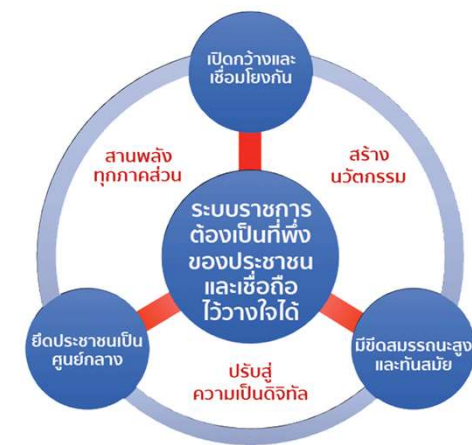 เปิดกว้างและ
เชื่อมโยงกัน
สานพลัง
ทุกภาคส่วน
สร้าง
นวัตกรรม
ระบบราชการ
ต้องเป็นที่พึ่ง
ของประชาชน
และเชื่อถือ
ไว้วางใจได้
ยึดประชาชนเป็น
ศูนย์กลาง
มีขีดสมรรถนะสูง
และทันสมัย
ปรับสู่
ความเป็นดิจิทัล